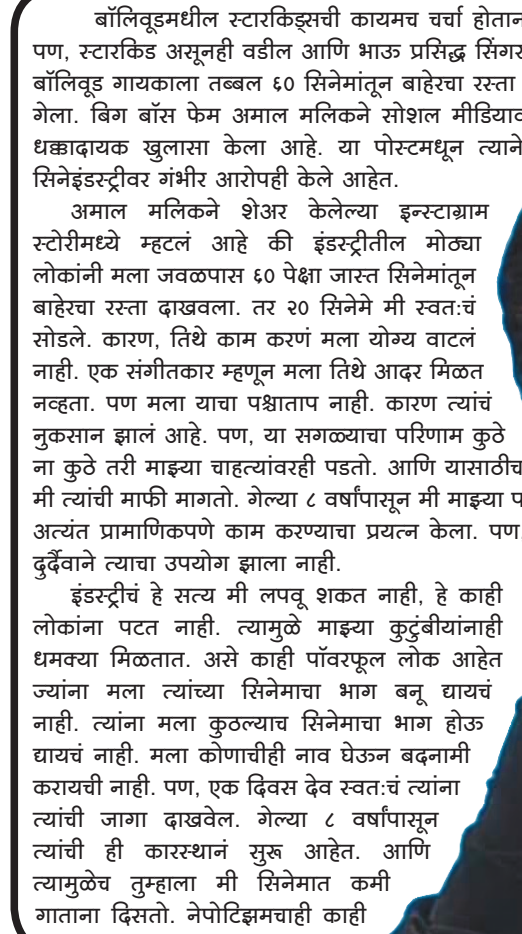 बॉलिवूडमधील स्टारकिड्सची कायमच चर्चा होताना
पण, स्टारकिड असूनही वडील आणि भाऊ प्रसिद्ध सिंगर
बॉलिवूड गायकाला तब्बल ६० सिनेमांतून बाहेरचा रस्ता
गेला. बिग बॉस फेम अमाल मलिकने सोशल मीडियाव
धक्कादायक खुलासा केला आहे. या पोस्टमधून त्याने
सिनेइंडस्ट्रीवर गंभीर आरोपही केले आहेत.
अमाल मलिकने शेअर केलेल्या इन्स्टाग्राम
स्टोरीमध्ये म्हटलं आहे की इंडस्ट्रीतील मोठ्या
लोकांनी मला जवळपास ६० पेक्षा जास्त सिनेमांतून
बाहेरचा रस्ता दाखवला. तर २० सिनेमे मी स्वत:चं
सोडले. कारण, तिथे काम करणं मला योग्य वाटलं
नाही. एक संगीतकार म्हणून मला तिथे आदर मिळत
नव्हता. पण मला याचा पश्चाताप नाही. कारण त्यांचं
नुकसान झालं आहे. पण, या सगळ्याचा परिणाम कुठे
ना कुठे तरी माझ्या चाहत्यांवरही पडतो. आणि यासाठीच
मी त्यांची माफी मागतो. गेल्या ८ वर्षांपासून मी माझ्या प
अत्यंत प्रामाणिकपणे काम करण्याचा प्रयत्न केला. पण,
दुर्दैवाने त्याचा उपयोग झाला नाही.
इंडस्ट्रीचं हे सत्य मी लपवू शकत नाही, हे काही
लोकांना पटत नाही. त्यामुळे माझ्या कुटुंबीयांनाही
धमक्या मिळतात. असे काही पॉवरफूल लोक आहेत
ज्यांना मला त्यांच्या सिनेमाचा भाग बनू द्यायचं
नाही. त्यांना मला कुठल्याच सिनेमाचा भाग होऊ
द्यायचं नाही. मला कोणाचीही नाव घेऊन बदनामी
करायची नाही. पण, एक दिवस देव स्वत:चं त्यांना
त्यांची जागा दाखवेल. गेल्या ८ वर्षांपासून
त्यांची ही कारस्थानं सुरू आहेत. आणि
त्यामुळेच तुम्हाला मी सिनेमात कमी
गाताना दिसतो. नेपोटिझमचाही काही